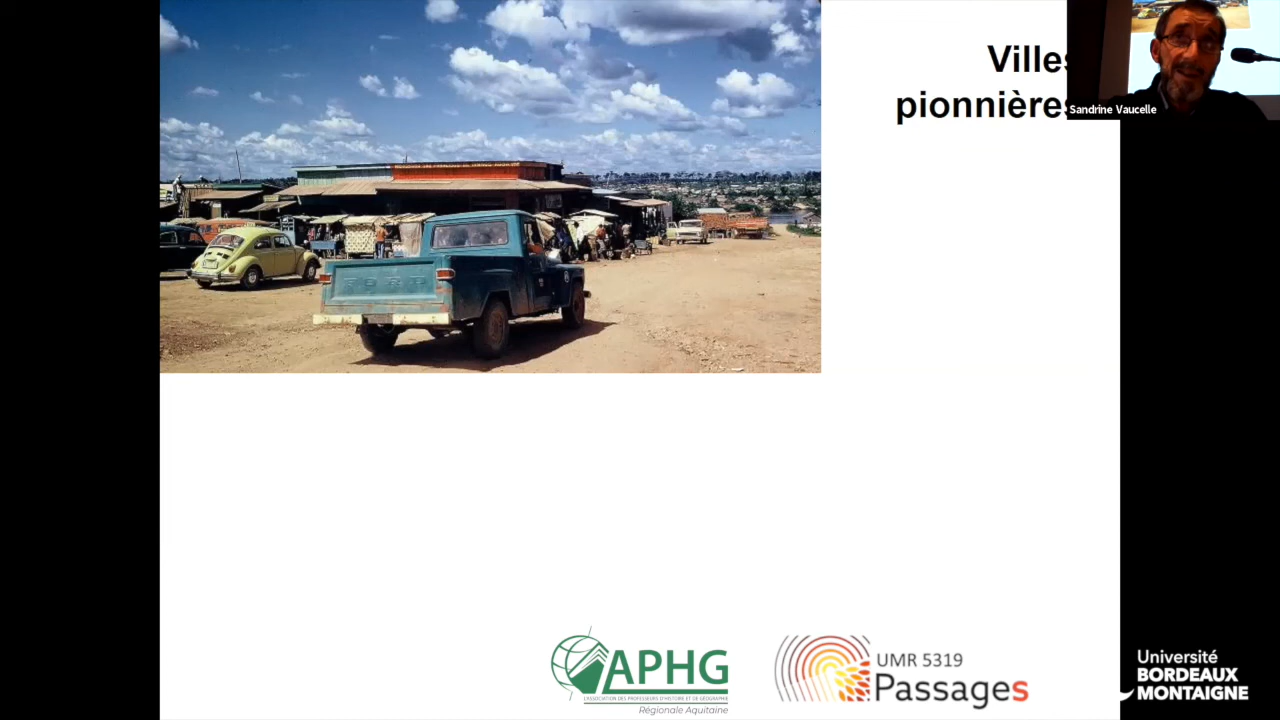 Villes
pionnières
Sandrine Vaucelle
FORD
APHG
L'ASSOCIATION DES PROFESSEURS D'HISTOIRE ET DE GÉOGRAPHIE
Régionale Aquitaine
UMR 5319
Passages
Université
BORDEAUX
MONTAIGNE